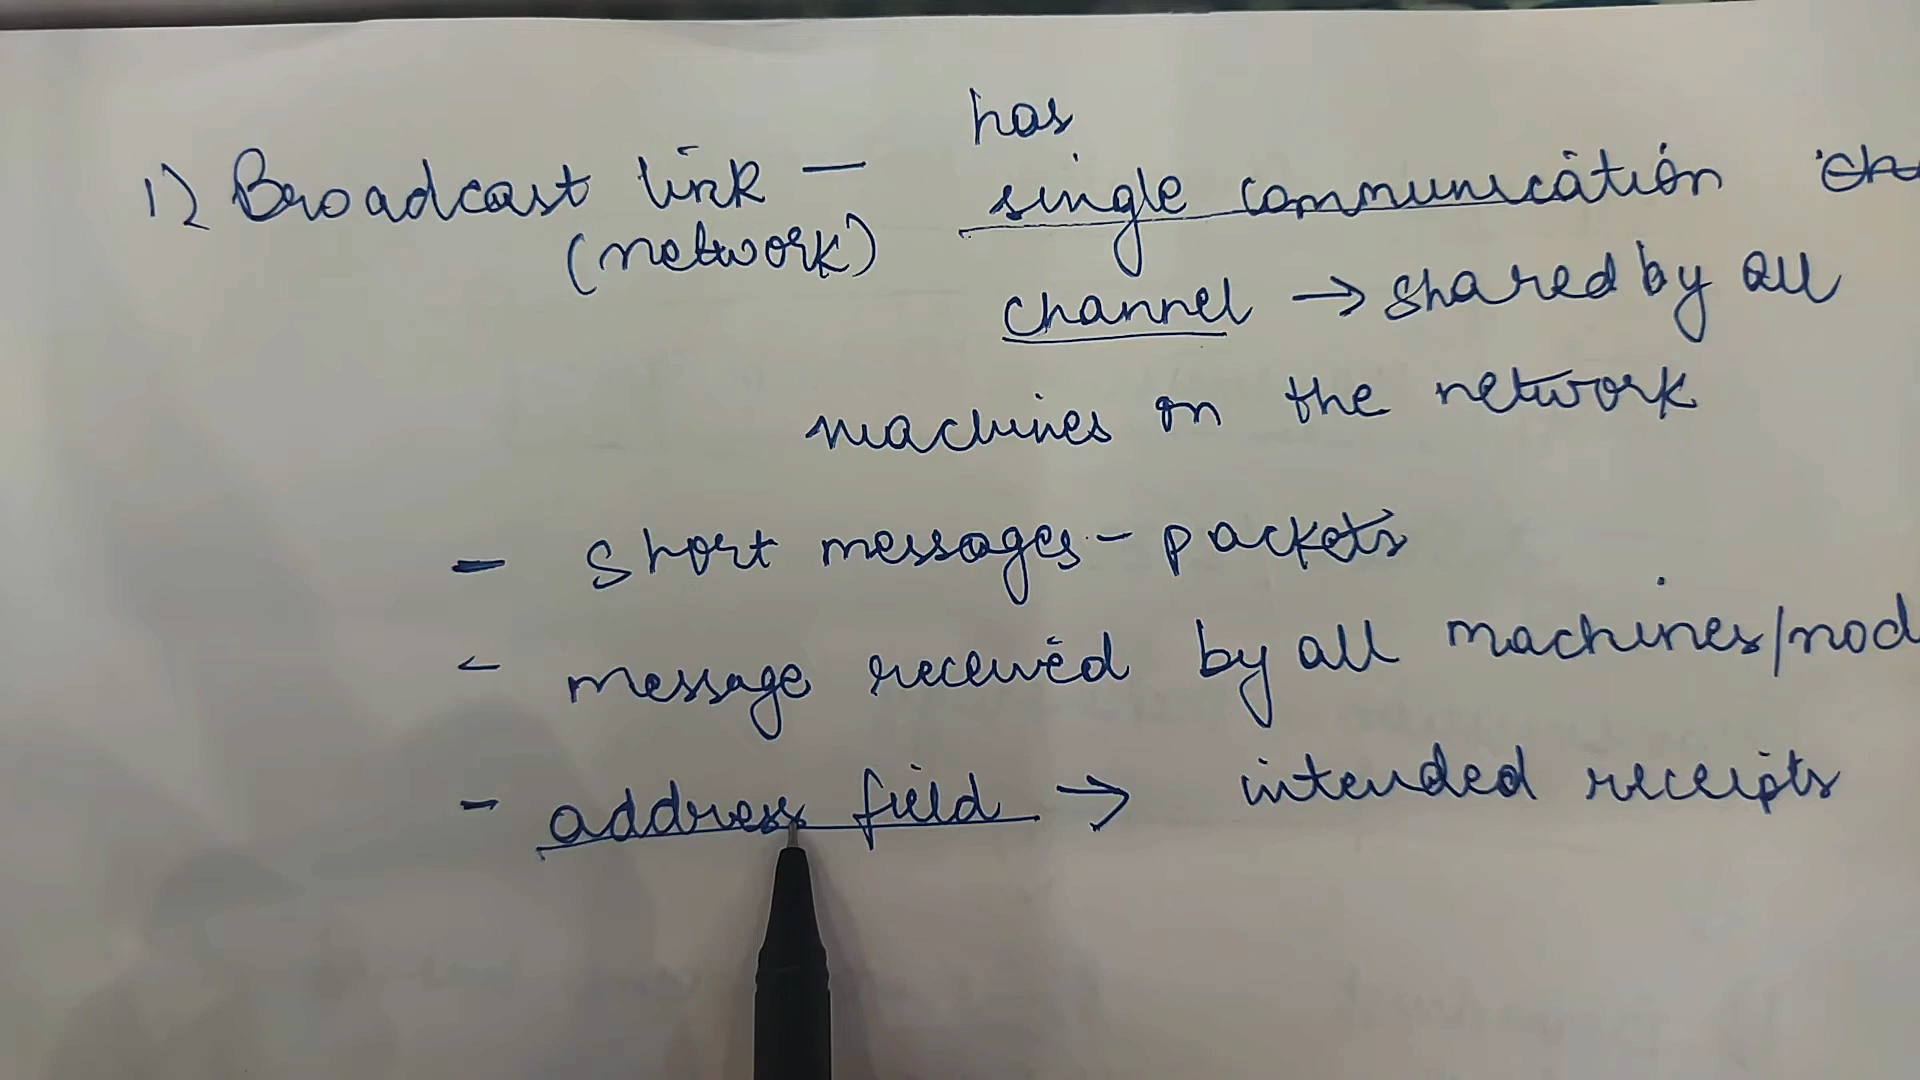 has
1) Broadcast link - single communication
(network)
channel → shared by all
machines on the network
- short messages - packets
- message received by all machines/nod
- address field → intended receipts